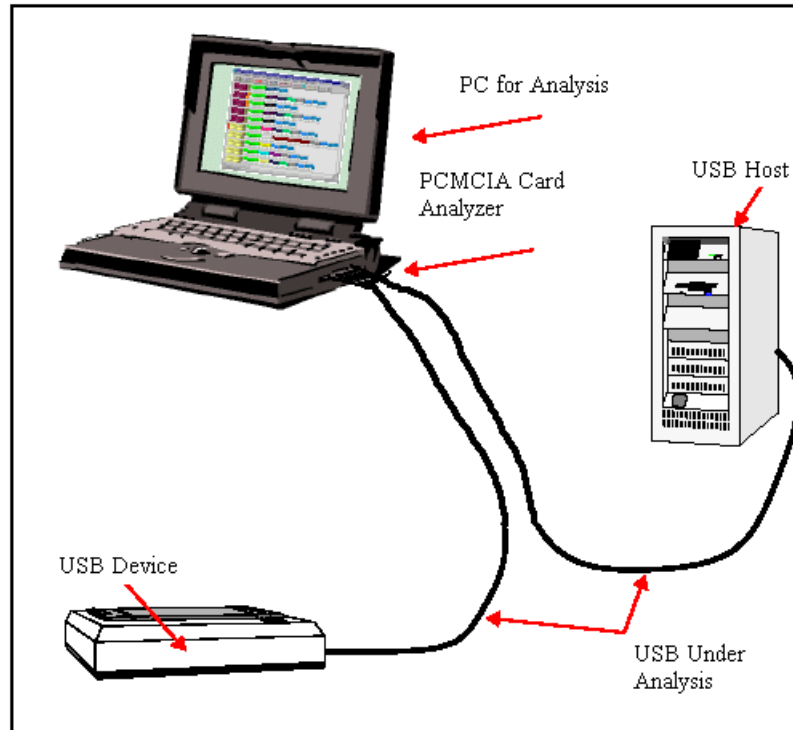 PC for Analysis
PCMCIA Card
Analyzer
USB Host
USB Device
USB Under
Analysis